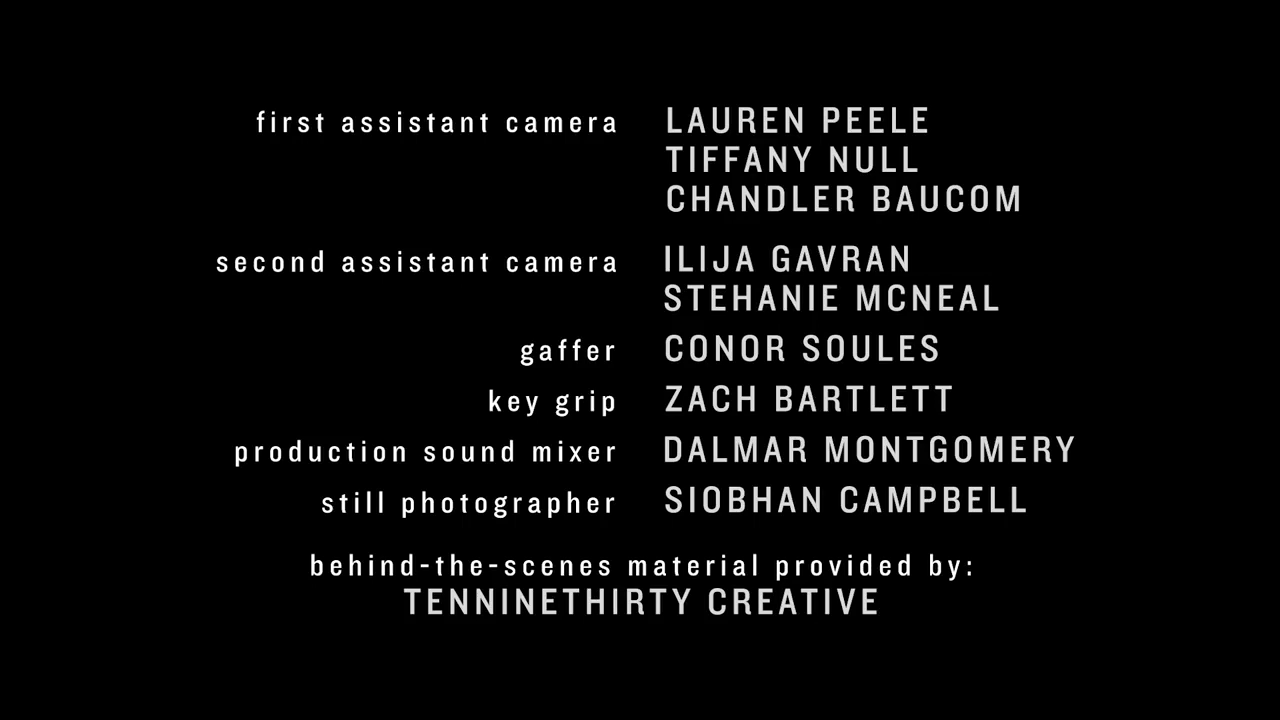 first assistant camera LAUREN PEELE
TIFFANY NULL
CHANDLER BAUCOM
second assistant camera ILIJA GAVRAN
STEHANIE MCNEAL
gaffer CONOR SOULES
key grip ZACH BARTLETT
production sound mixer DALMAR MONTGOMERY
still photographer SIOBHAN CAMPBELL
behind-the-scenes material provided by:
TENNINETHIRTY CREATIVE